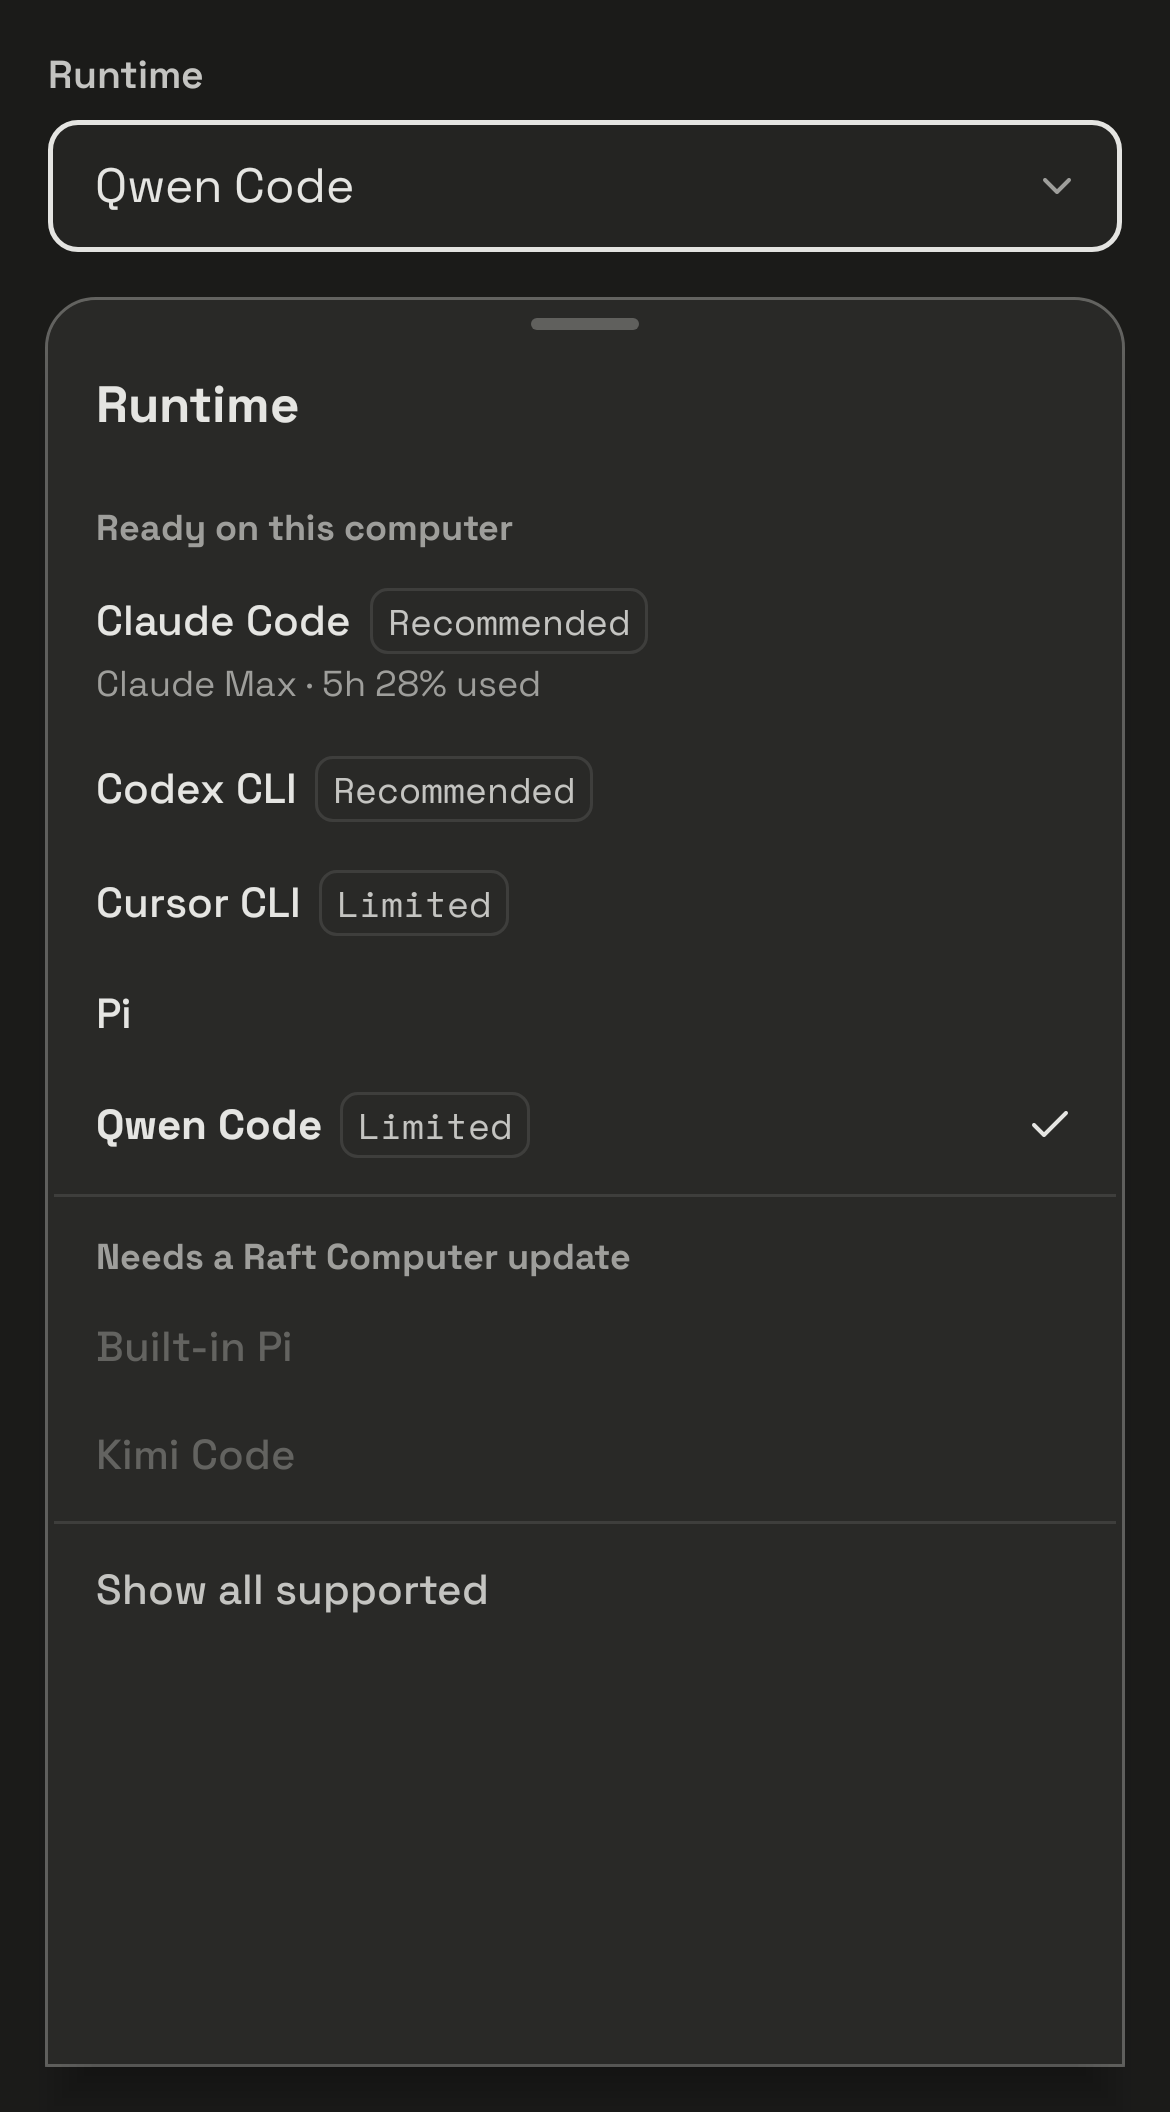 Runtime
Qwen Code
Runtime
Ready on this computer
Claude Code Recommended
Claude Max · 5h 28% used
Codex CLI Recommended
Cursor CLI Limited
Pi
Qwen Code Limited
Needs a Raft Computer update
Built-in Pi
Kimi Code
Show all supported